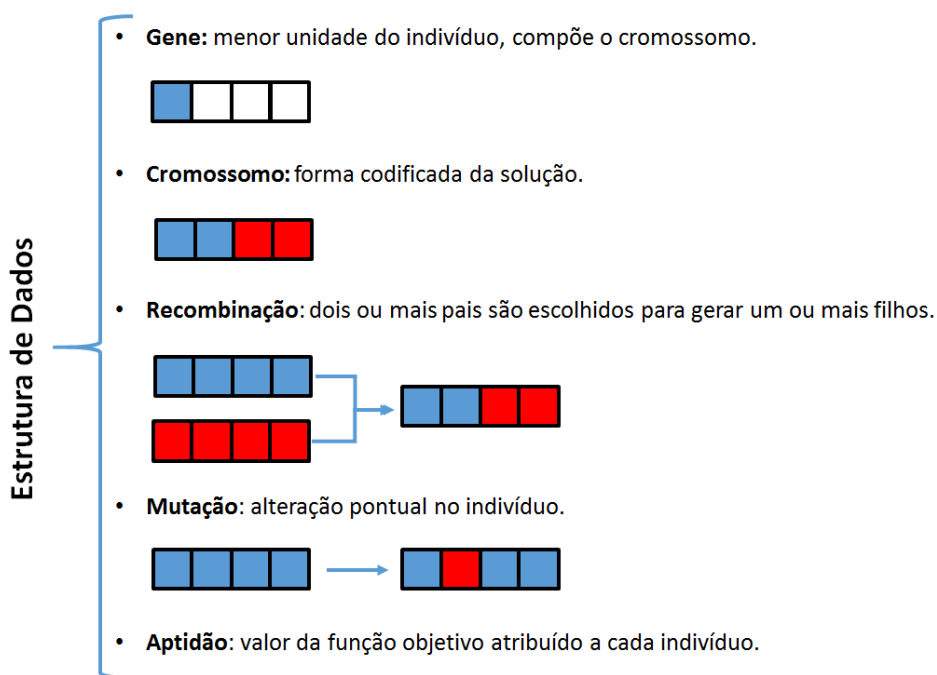 Estrutura de Dados
• Gene: menor unidade do indivíduo, compõe o cromossomo.
• Cromossomo: forma codificada da solução.
• Recombinação: dois ou mais pais são escolhidos para gerar um ou mais filhos.
• Mutação: alteração pontual no indivíduo.
• Aptidão: valor da função objetivo atribuído a cada indivíduo.